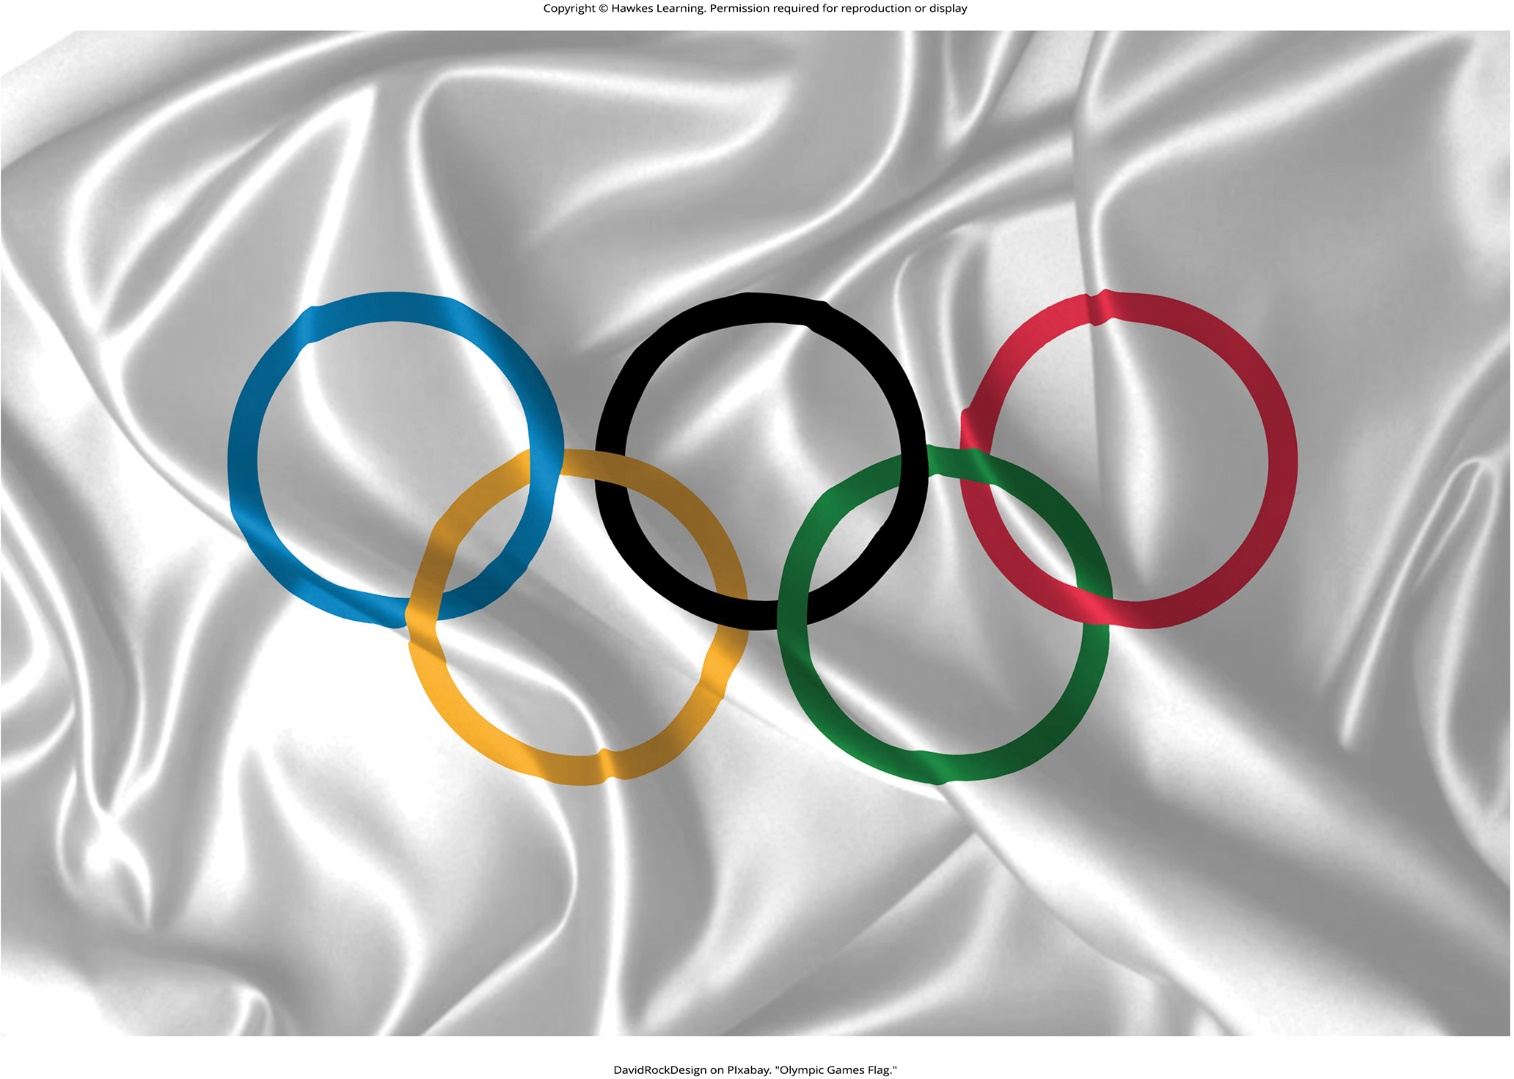 Copyright © Hawkes Learning. Permission required for reproduction or display
DavidRockDesign on PIxabay. "Olympic Games Flag."